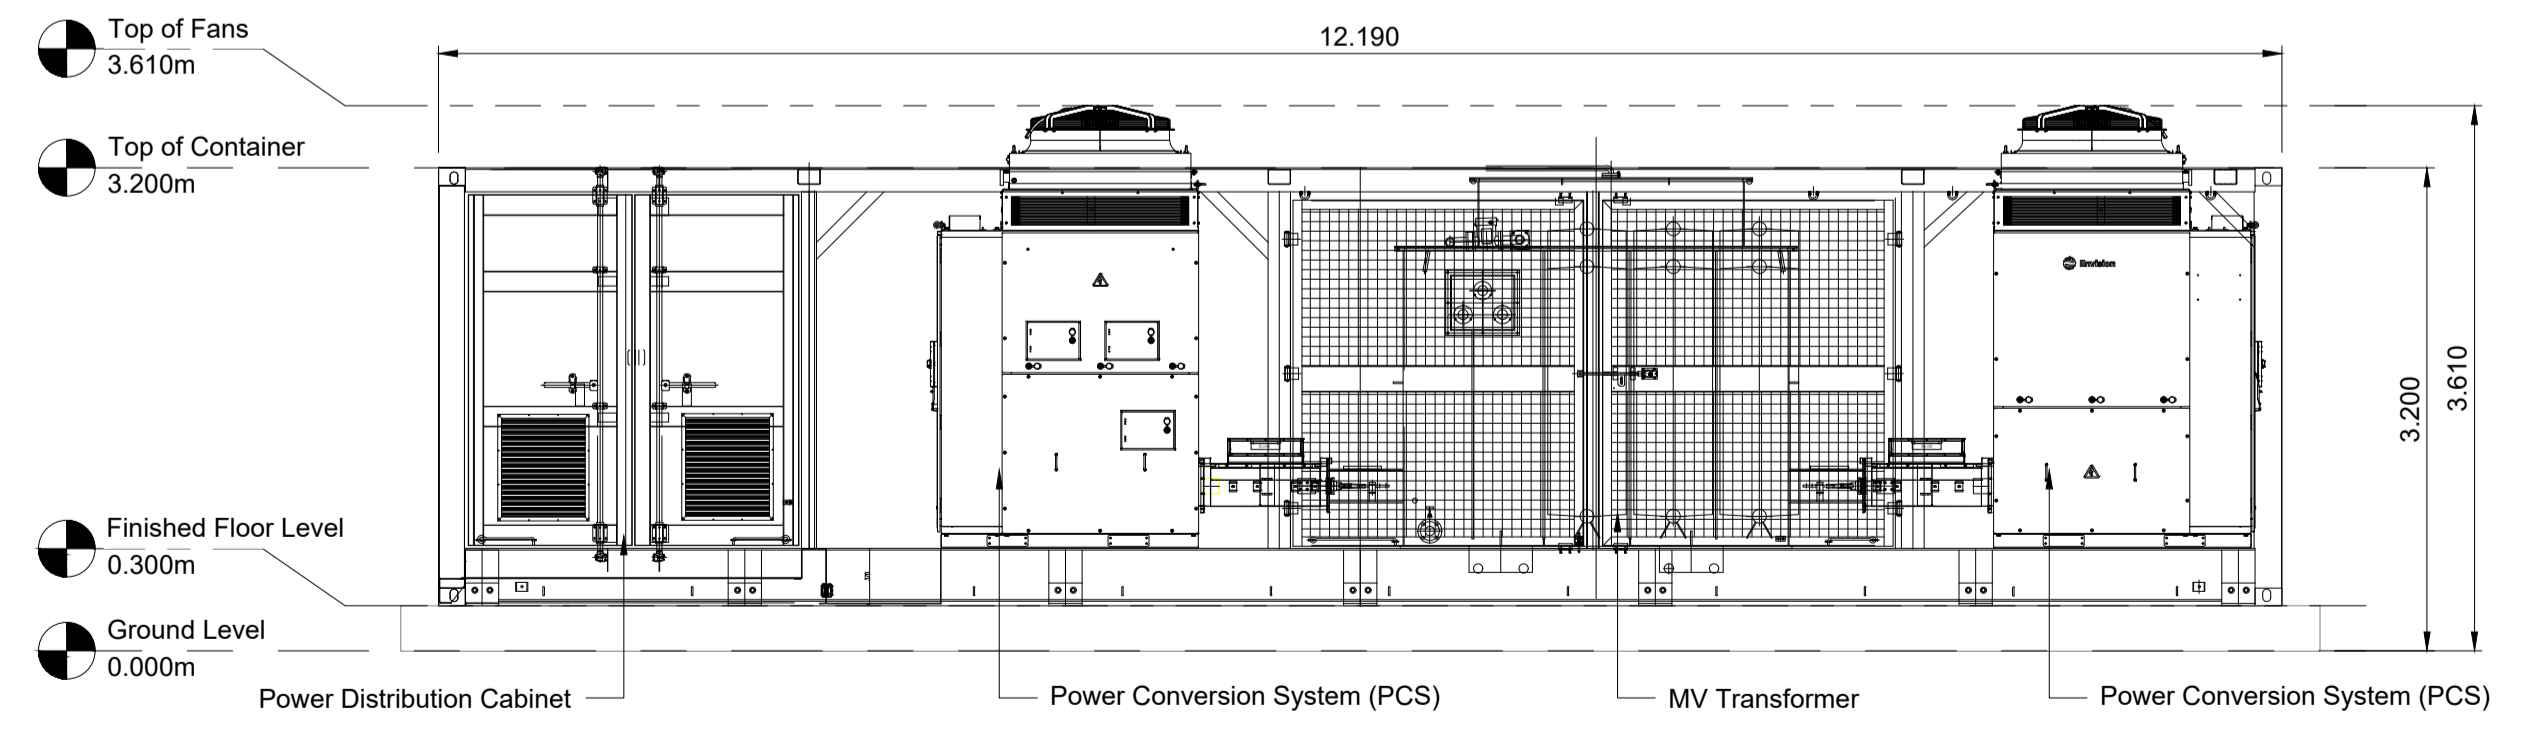 Top of Fans
3.610m
12.190
Top of Container
3.200m
Envision
3.200
3.610
Finished Floor Level
0.300m
Ground Level
0.000m
Power Distribution Cabinet
Power Conversion System (PCS)
MV Transformer
Power Conversion System (PCS)